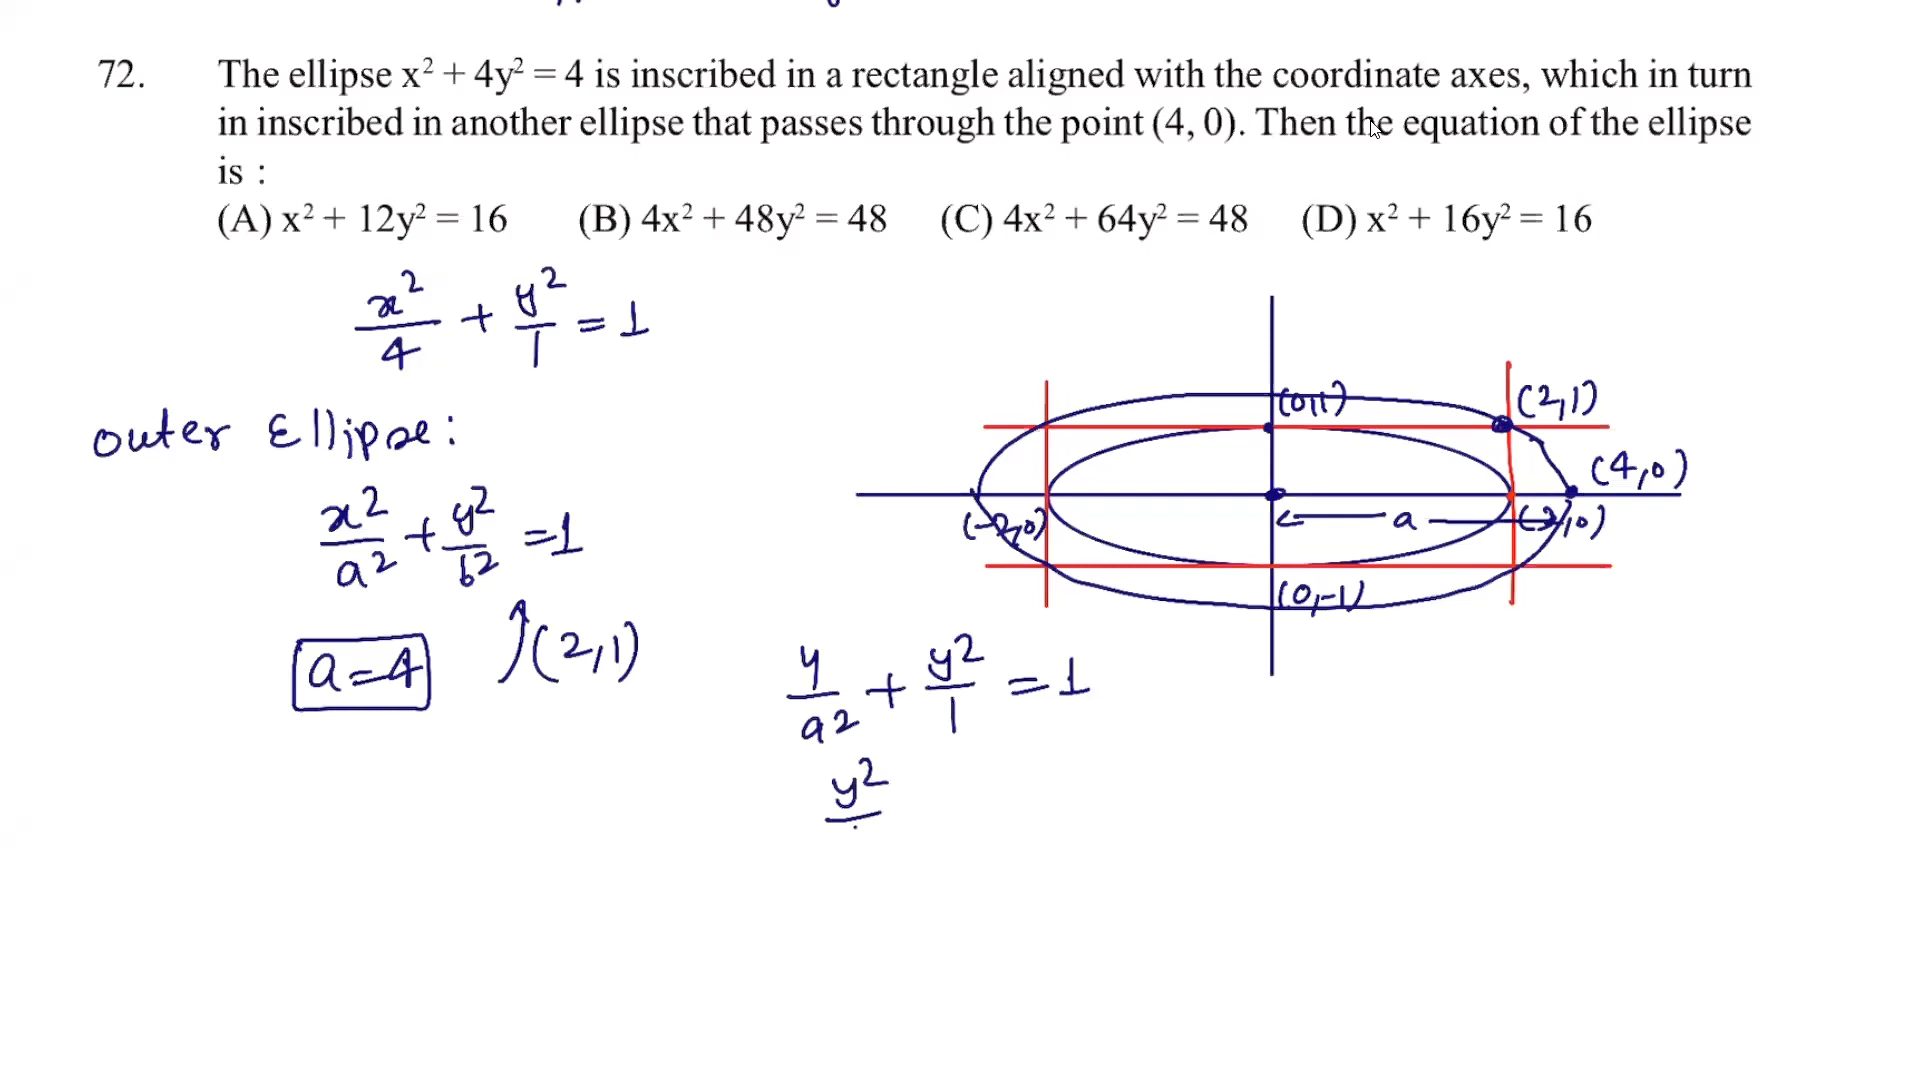 72. The ellipse x² + 4y² = 4 is inscribed in a rectangle aligned with the coordinate axes, which in turn
in inscribed in another ellipse that passes through the point (4, 0). Then the equation of the ellipse
is :
(A) x² + 12y² = 16 (B) 4x² + 48y² = 48 (C) 4x² + 64y² = 48 (D) x² + 16y² = 16
x²/4 + y²/1 = 1
outer Ellipse:
x²/a² + y²/b² = 1
a = 4
(2,1)
(0,1)
(2,1)
(4,0)
(-2,0)
a
(2,0)
(0,-1)
y/a² + y²/1 = 1
y²